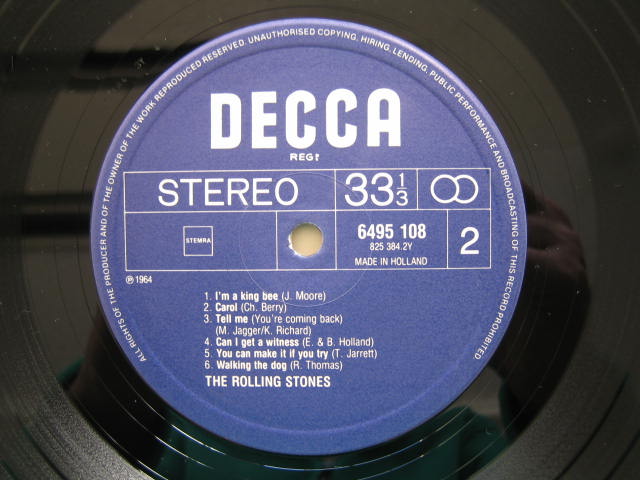 ALL RIGHTS OF THE PRODUCER AND OF THE OWNER OF THE WORK REPRODUCED RESERVED. UNAUTHORISED COPYING, HIRING, LENDING, PUBLIC PERFORMANCE AND BROADCASTING OF THIS RECORD PROHIBITED
DECCA
REGᵈ
STEREO 33 1/3
STEMRA
6495 108
825 384.2Y
MADE IN HOLLAND
2
Ⓟ 1964
1. I'm a king bee (J. Moore)
2. Carol (Ch. Berry)
3. Tell me (You're coming back)
(M. Jagger/K. Richard)
4. Can I get a witness (E. & B. Holland)
5. You can make it if you try (T. Jarrett)
6. Walking the dog (R. Thomas)
THE ROLLING STONES